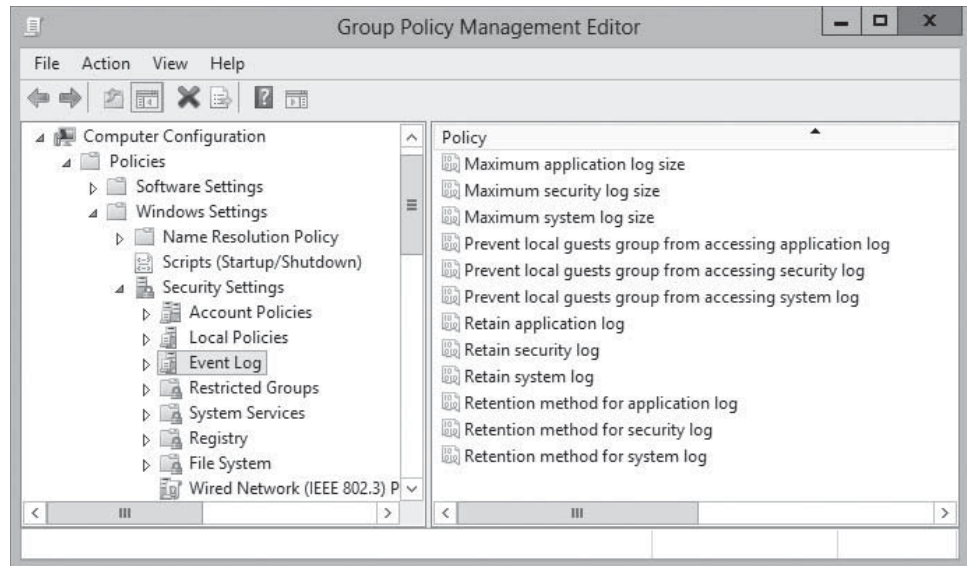 Group Policy Management Editor
File Action View Help
Computer Configuration
Policies
Software Settings
Windows Settings
Name Resolution Policy
Scripts (Startup/Shutdown)
Security Settings
Account Policies
Local Policies
Event Log
Restricted Groups
System Services
Registry
File System
Wired Network (IEEE 802.3) P
Policy
Maximum application log size
Maximum security log size
Maximum system log size
Prevent local guests group from accessing application log
Prevent local guests group from accessing security log
Prevent local guests group from accessing system log
Retain application log
Retain security log
Retain system log
Retention method for application log
Retention method for security log
Retention method for system log